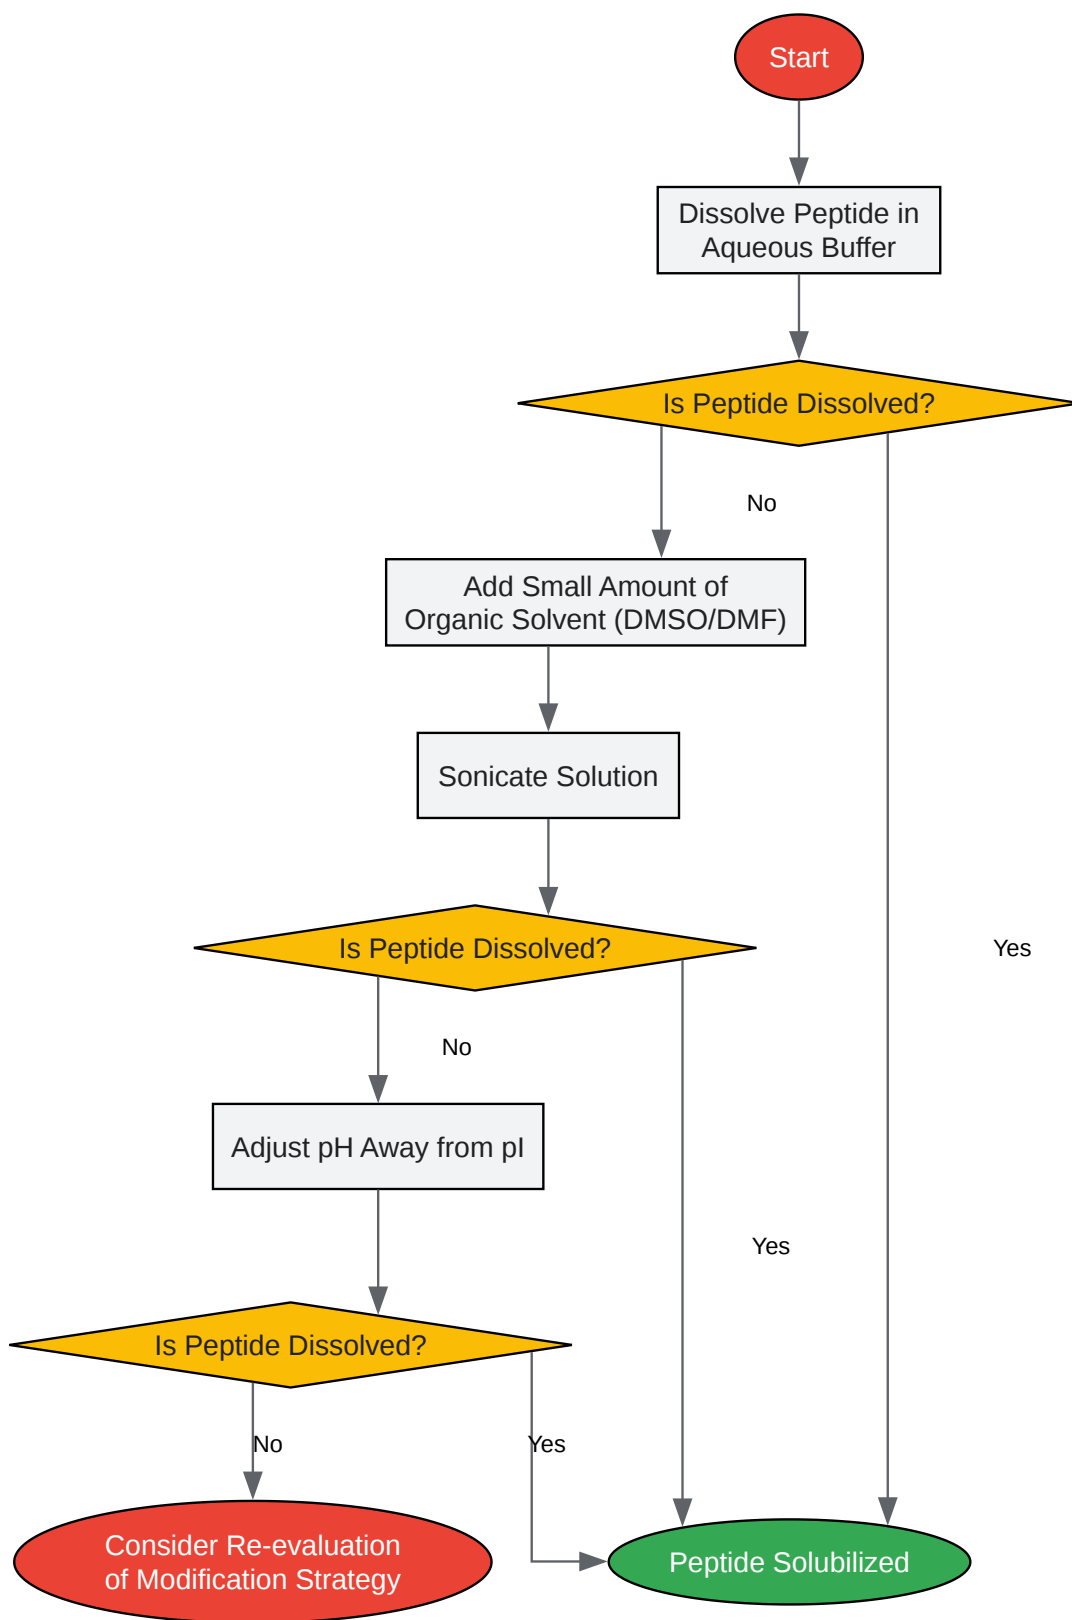 Start
Dissolve Peptide in
Aqueous Buffer
Is Peptide Dissolved?
No
Add Small Amount of
Organic Solvent (DMSO/DMF)
Sonicate Solution
Is Peptide Dissolved?
Yes
No
Adjust pH Away from pI
Yes
Is Peptide Dissolved?
No
Yes
Consider Re-evaluation
of Modification Strategy
Peptide Solubilized